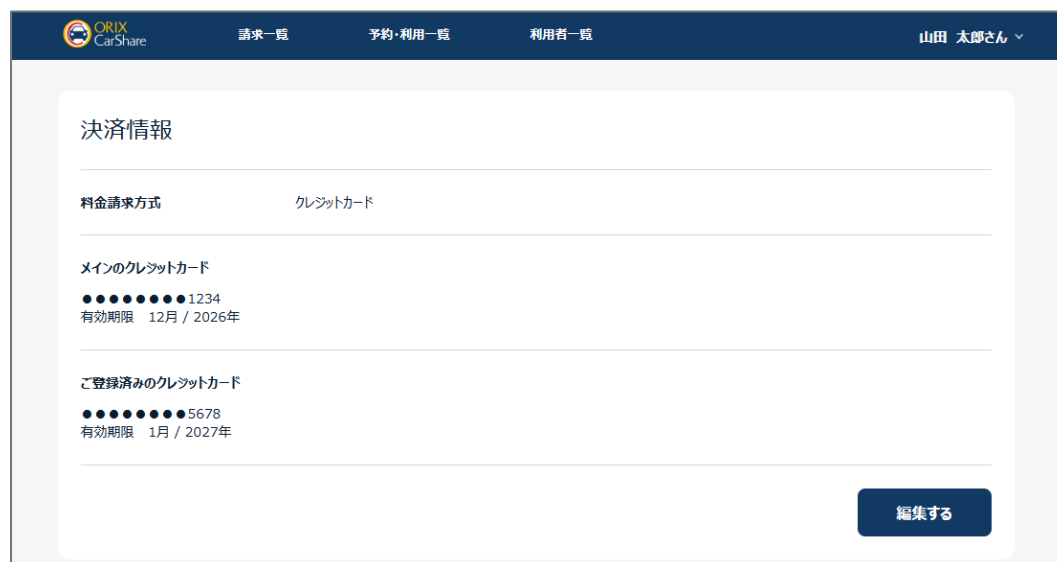 ORIX
CarShare
請求一覧
予約・利用一覧
利用者一覧
山田 太郎さん
決済情報
料金請求方式
クレジットカード
メインのクレジットカード
●●●●●●●●1234
有効期限 12月 / 2026年
ご登録済みのクレジットカード
●●●●●●●●5678
有効期限 1月 / 2027年
編集する